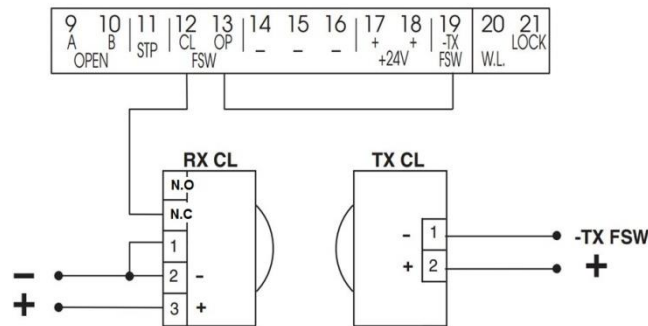 9 10 11 12 13 14 15 16 17 18 19 20 21
A B STP CL OP - - - + + -TX W.L. LOCK
OPEN FSW +24V FSW
RX CL TX CL
N.O
N.C
1
2 -
3 +
- 1
+ 2
-TX FSW
+
-
+